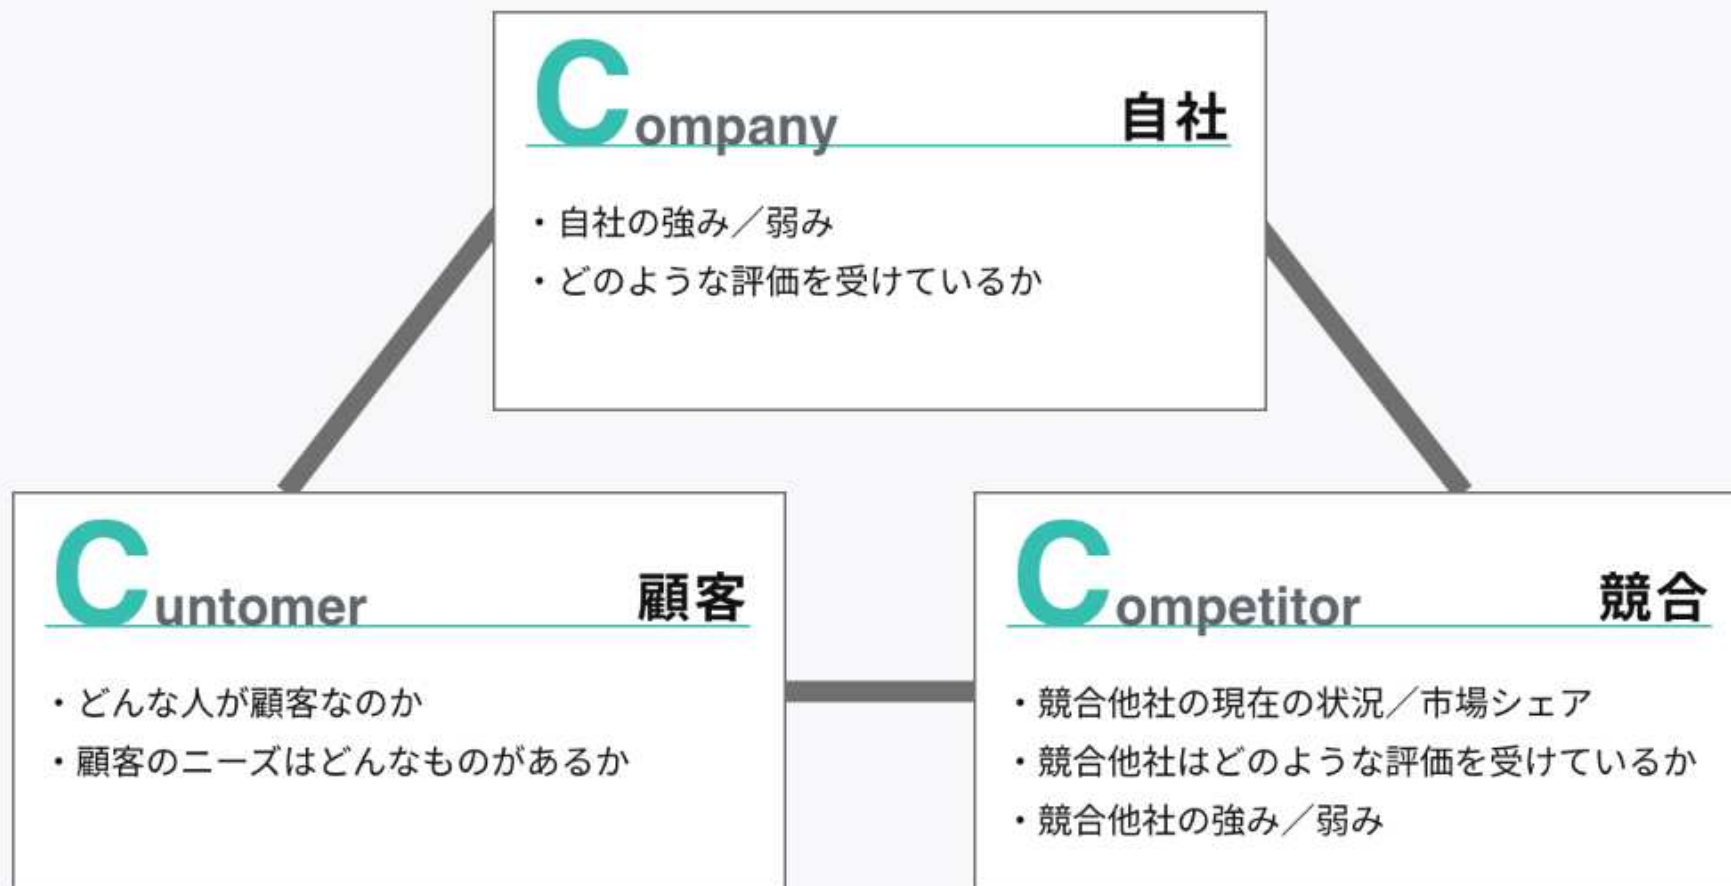 Company 自社
・自社の強み／弱み
・どのような評価を受けているか
Cuntomer 顧客
・どんな人が顧客なのか
・顧客のニーズはどんなものがあるか
Competitor 競合
・競合他社の現在の状況／市場シェア
・競合他社はどのような評価を受けているか
・競合他社の強み／弱み